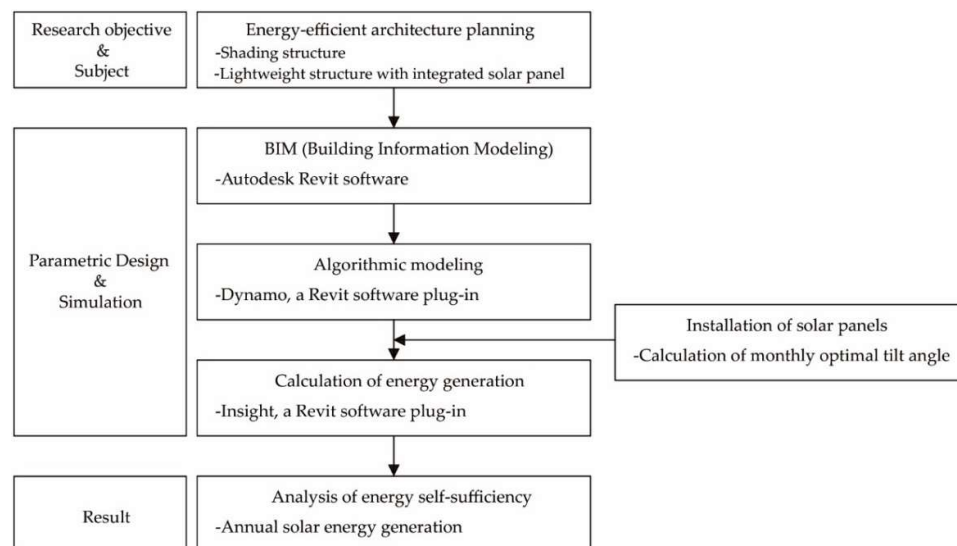 Research objective
&
Subject
Energy-efficient architecture planning
-Shading structure
-Lightweight structure with integrated solar panel
Parametric Design
&
Simulation
BIM (Building Information Modeling)
-Autodesk Revit software
Algorithmic modeling
-Dynamo, a Revit software plug-in
Installation of solar panels
-Calculation of monthly optimal tilt angle
Calculation of energy generation
-Insight, a Revit software plug-in
Result
Analysis of energy self-sufficiency
-Annual solar energy generation